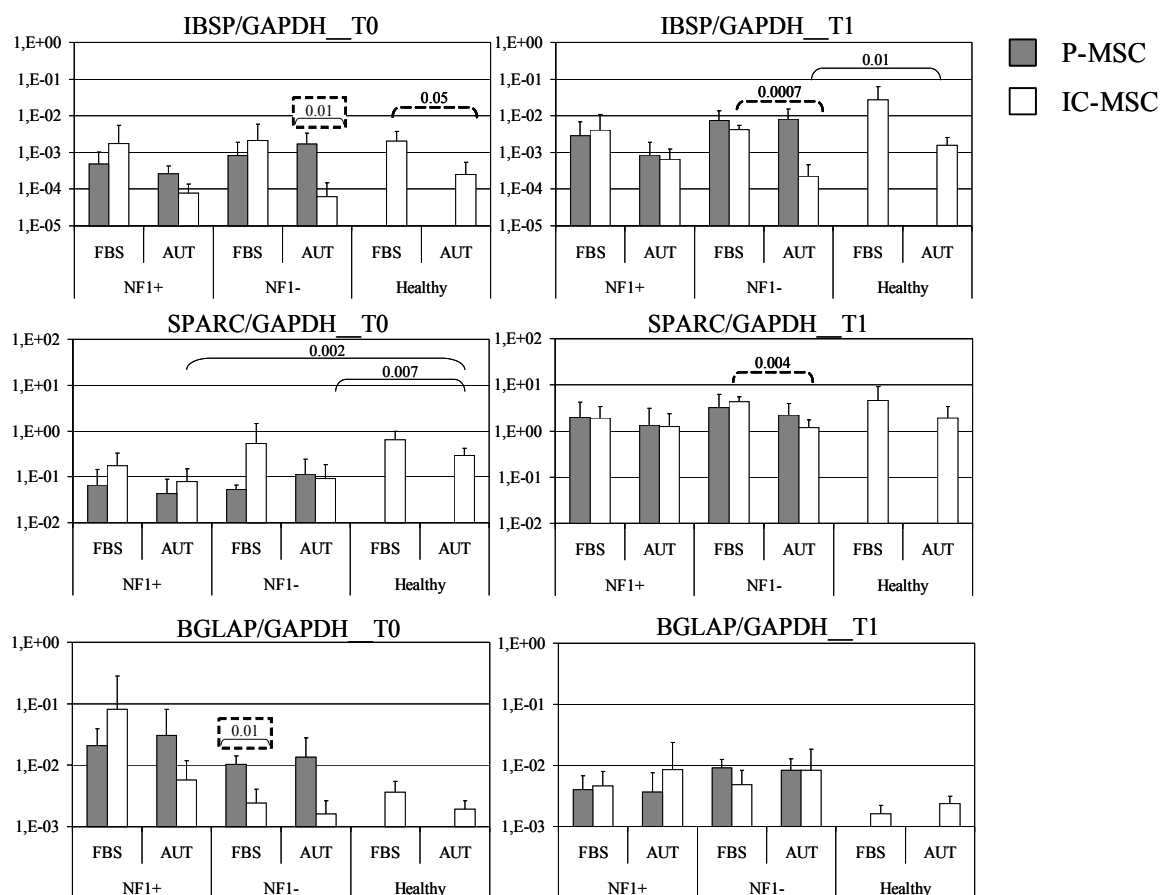 IBSP/GAPDH__T0
1,E+00
1,E-01
1,E-02
1,E-03
1,E-04
1,E-05
0.01
0.05
FBS AUT FBS AUT FBS AUT
NF1+ NF1- Healthy
IBSP/GAPDH__T1
1,E+00
1,E-01
1,E-02
1,E-03
1,E-04
1,E-05
0.0007
0.01
FBS AUT FBS AUT FBS AUT
NF1+ NF1- Healthy
P-MSC
IC-MSC
SPARC/GAPDH__T0
1,E+02
1,E+01
1,E+00
1,E-01
1,E-02
0.002
0.007
FBS AUT FBS AUT FBS AUT
NF1+ NF1- Healthy
SPARC/GAPDH__T1
1,E+02
1,E+01
1,E+00
1,E-01
1,E-02
0.004
FBS AUT FBS AUT FBS AUT
NF1+ NF1- Healthy
BGLAP/GAPDH__T0
1,E+00
1,E-01
1,E-02
1,E-03
0.01
FBS AUT FBS AUT FBS AUT
NF1+ NF1- Healthy
BGLAP/GAPDH__T1
1,E+00
1,E-01
1,E-02
1,E-03
FBS AUT FBS AUT FBS AUT
NF1+ NF1- Healthy